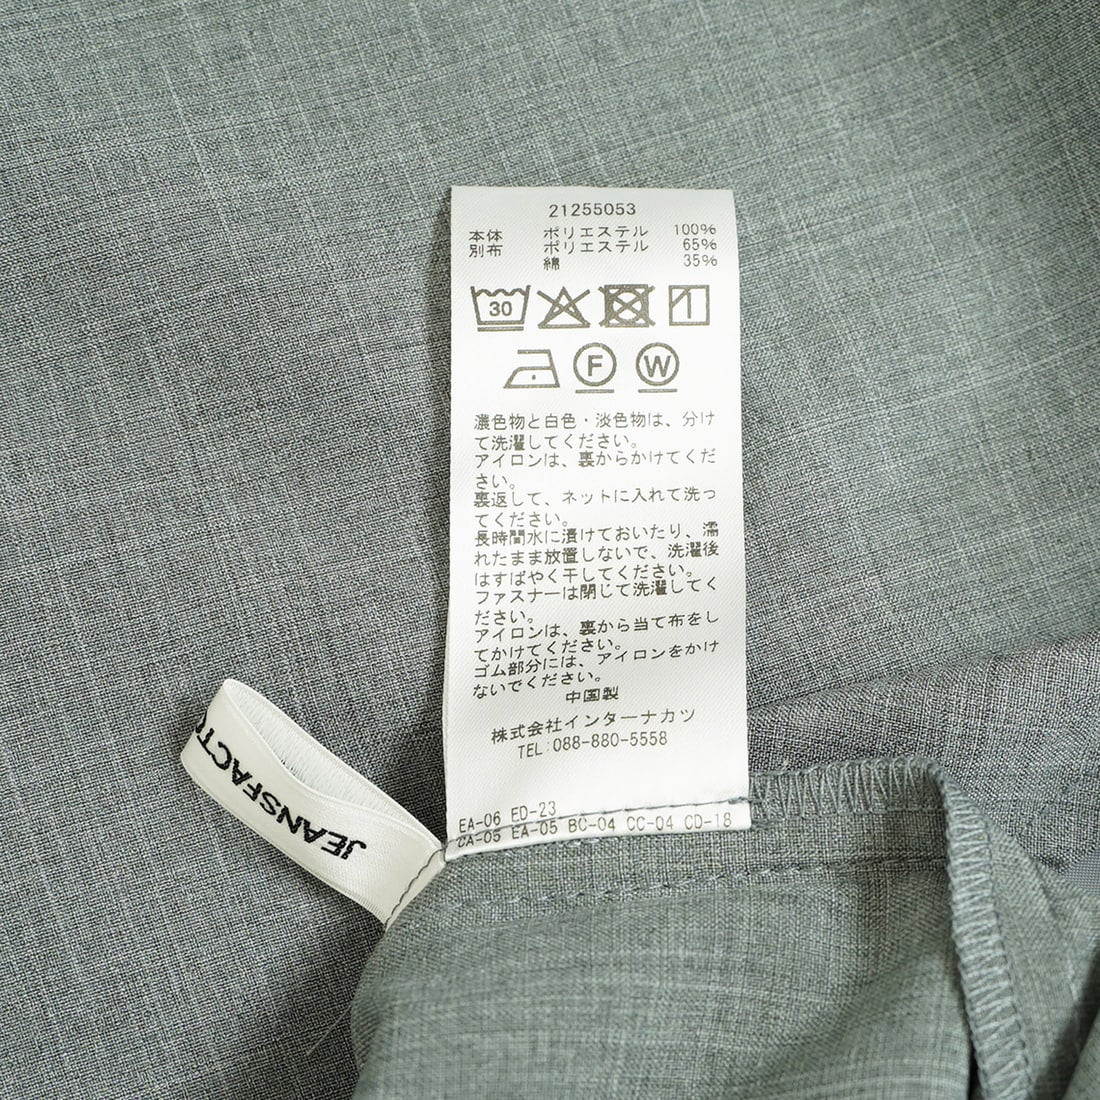 21255053
本体 ポリエステル 100%
別布 ポリエステル 65%
綿 35%
30
F W
濃色物と白色・淡色物は、分け
て洗濯してください。
アイロンは、裏からかけてくだ
さい。
裏返して、ネットに入れて洗っ
てください。
長時間水に漬けておいたり、濡
れたまま放置しないで、洗濯後
はすばやく干してください。
ファスナーは閉じて洗濯してく
ださい。
アイロンは、裏から当て布をし
てかけてください。
ゴム部分には、アイロンをかけ
ないでください。
中国製
株式会社インターナカツ
TEL:088-880-5558
EA-06 ED-23
CA-05 EA-05 BC-04 CC-04 CD-18
JEANSFACTO